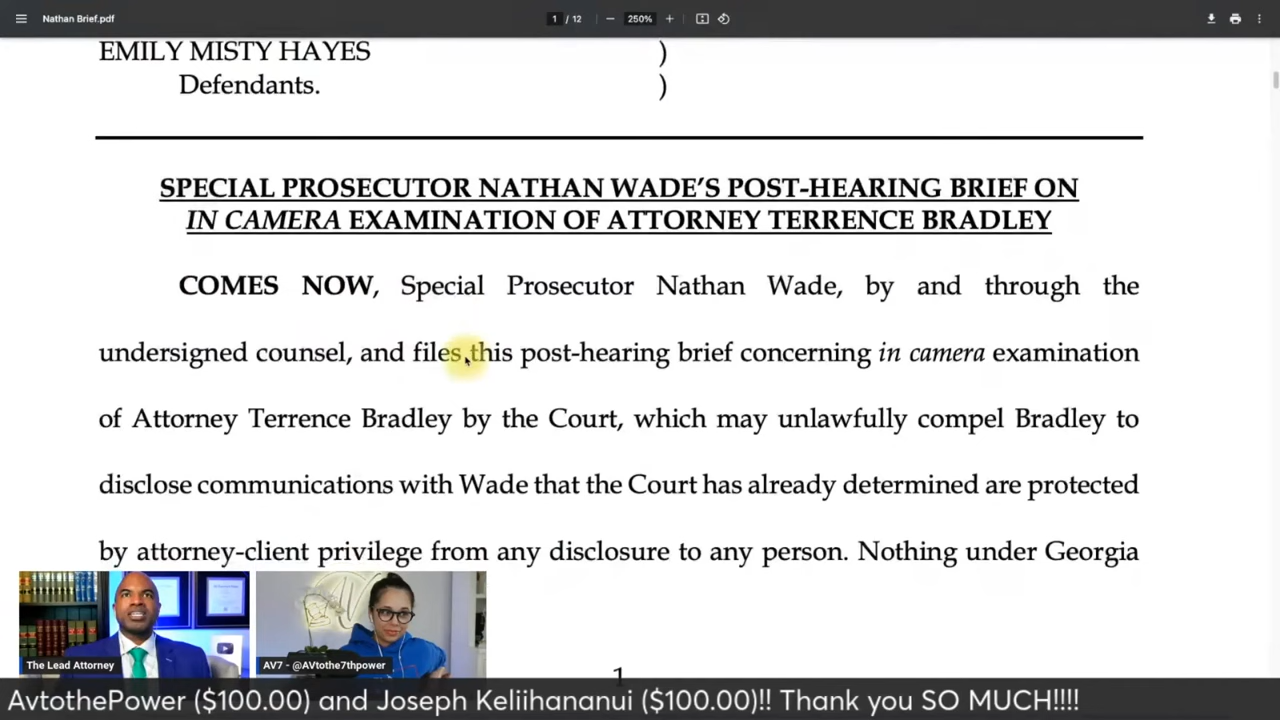 Nathan Brief.pdf
1 / 12
250%
EMILY MISTY HAYES )
Defendants. )
SPECIAL PROSECUTOR NATHAN WADE'S POST-HEARING BRIEF ON
IN CAMERA EXAMINATION OF ATTORNEY TERRENCE BRADLEY
COMES NOW, Special Prosecutor Nathan Wade, by and through the
undersigned counsel, and files this post-hearing brief concerning in camera examination
of Attorney Terrence Bradley by the Court, which may unlawfully compel Bradley to
disclose communications with Wade that the Court has already determined are protected
by attorney-client privilege from any disclosure to any person. Nothing under Georgia
1
The Lead Attorney
AV7 - @AVtothe7thpower
AvtothePower ($100.00) and Joseph Keliihananui ($100.00)!! Thank you SO MUCH!!!!